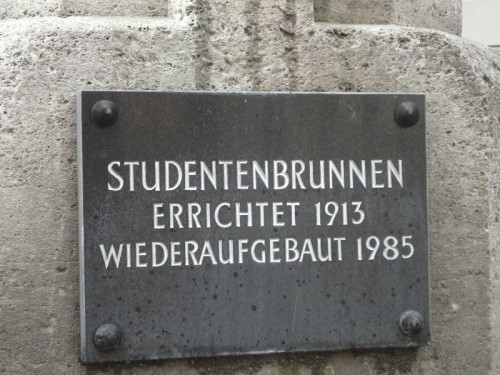 STUDENTENBRUNNEN
ERRICHTET 1913
WIEDERAUFGEBAUT 1985